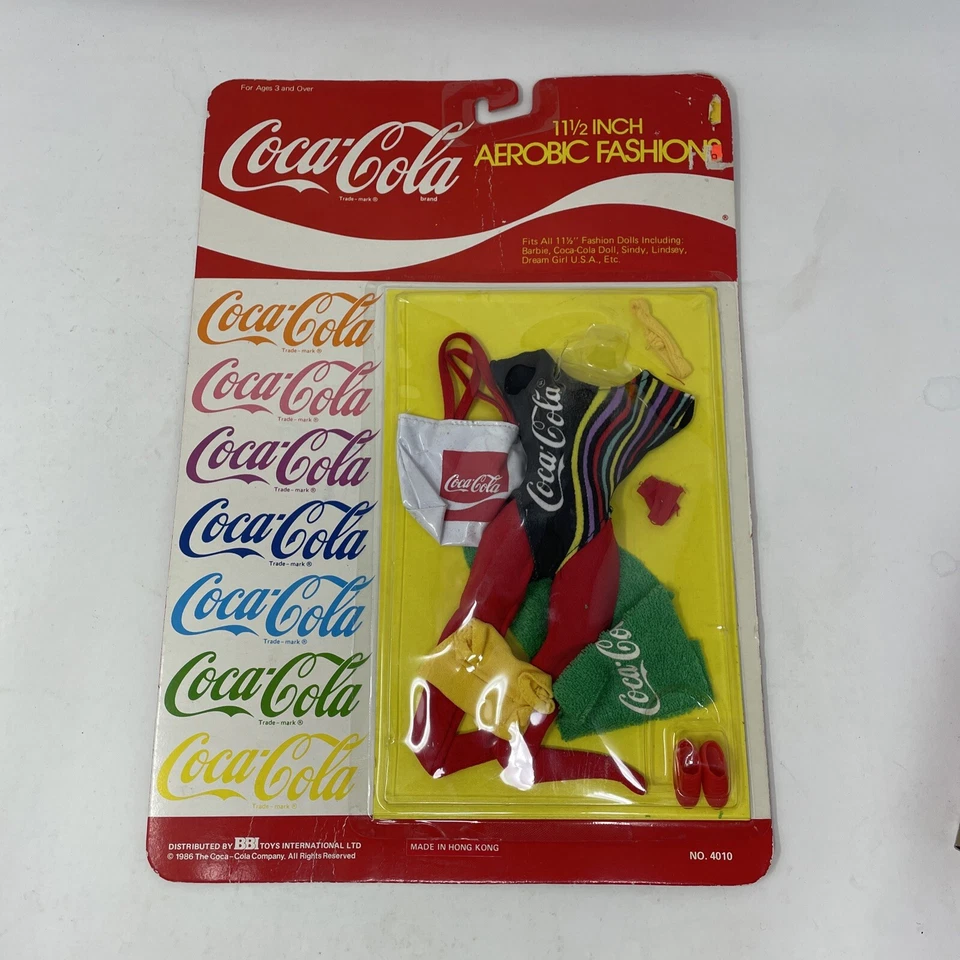 For Ages 3 and Over
Coca-Cola
Trade-mark ® brand
11½ INCH
AEROBIC FASHIONS
®
Fits All 11½" Fashion Dolls Including:
Barbie, Coca-Cola Doll, Sindy, Lindsey,
Dream Girl U.S.A., Etc.
Coca-Cola
Trade-mark ®
Coca-Cola
Trade-mark ®
Coca-Cola
Trade-mark ®
Coca-Cola
Trade-mark ®
Coca-Cola
Trade-mark ®
Coca-Cola
Trade-mark ®
Coca-Cola
Trade-mark ®
Coca-Cola
Coca-Cola
Coca-Co
DISTRIBUTED BY BBI TOYS INTERNATIONAL LTD
© 1986 The Coca-Cola Company. All Rights Reserved
MADE IN HONG KONG
NO. 4010